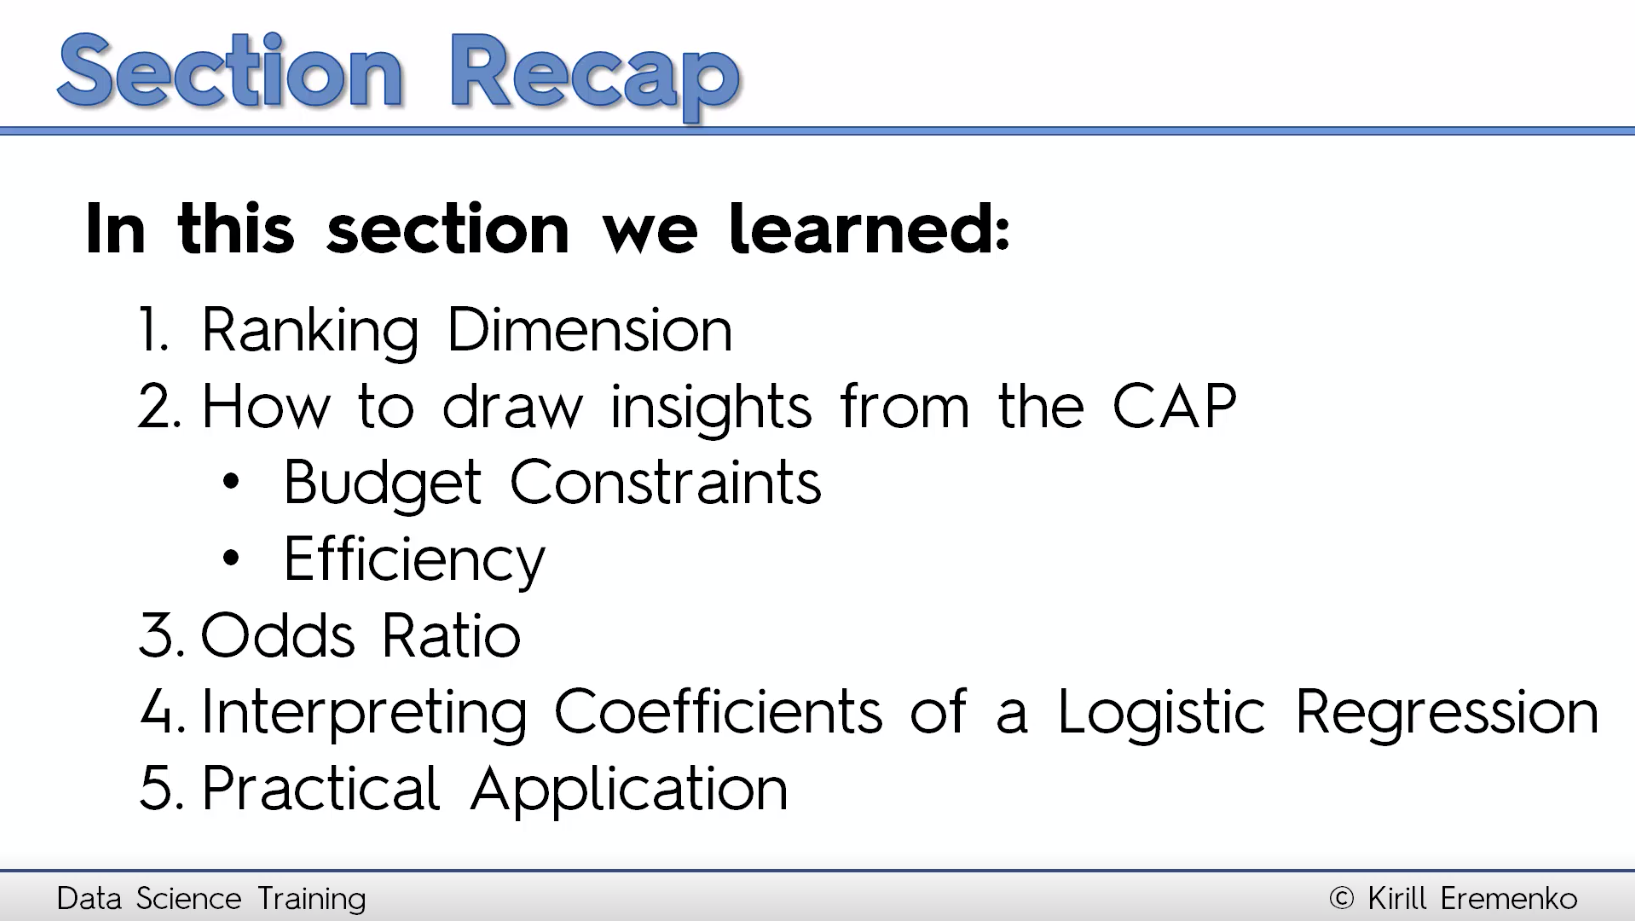 Section Recap
In this section we learned:
1. Ranking Dimension
2. How to draw insights from the CAP
• Budget Constraints
• Efficiency
3. Odds Ratio
4. Interpreting Coefficients of a Logistic Regression
5. Practical Application
Data Science Training
© Kirill Eremenko